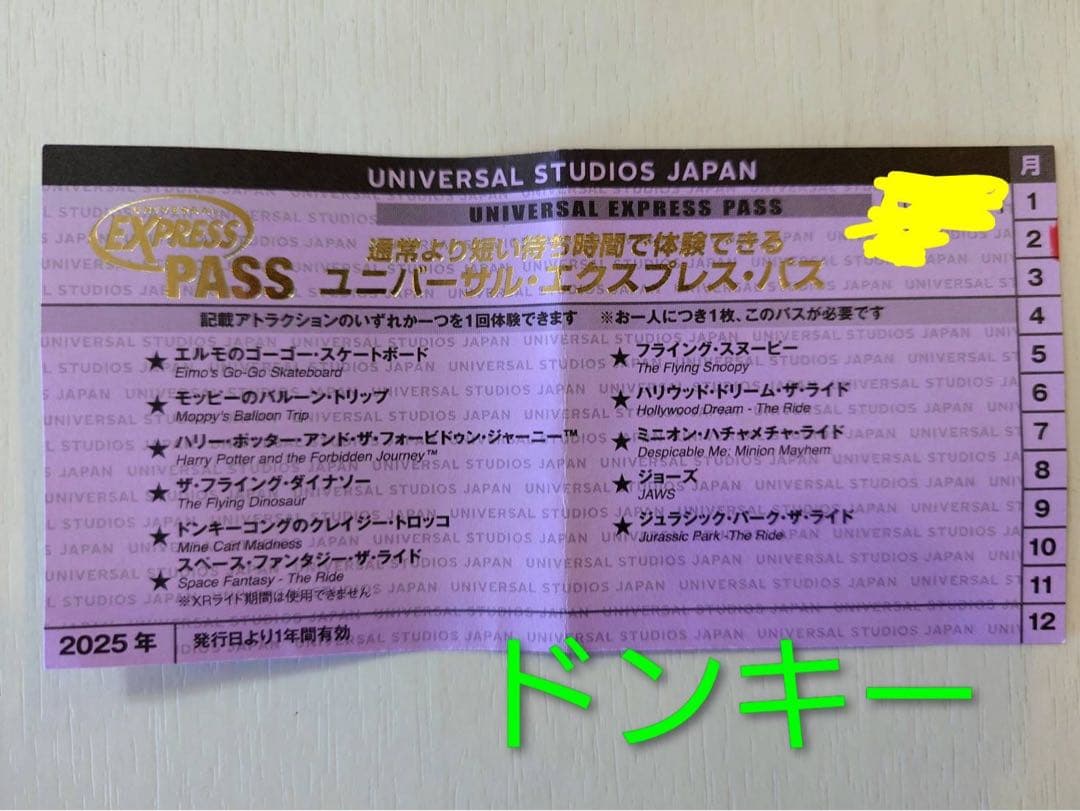 UNIVERSAL STUDIOS JAPAN
月
UNIVERSAL EXPRESS PASS
UNIVERSAL
EXPRESS
PASS
通常より短い待ち時間で体験できる
ユニバーサル・エクスプレス・パス
記載アトラクションのいずれか一つを1回体験できます ※お一人につき1枚、このパスが必要です
★ エルモのゴーゴー・スケートボード
Elmo's Go-Go Skateboard
★ モッピーのバルーン・トリップ
Moppy's Balloon Trip
★ ハリー・ポッター・アンド・ザ・フォービドゥン・ジャーニー™
Harry Potter and the Forbidden Journey™
★ ザ・フライング・ダイナソー
The Flying Dinosaur
★ ドンキーコングのクレイジー・トロッコ
Mine Cart Madness
★ スペース・ファンタジー・ザ・ライド
Space Fantasy - The Ride
※XRライド期間は使用できません
★ フライング・スヌーピー
The Flying Snoopy
★ ハリウッド・ドリーム・ザ・ライド
Hollywood Dream - The Ride
★ ミニオン・ハチャメチャ・ライド
Despicable Me: Minion Mayhem
★ ジョーズ
JAWS
★ ジュラシック・パーク・ザ・ライド
Jurassic Park -The Ride
1
2
3
4
5
6
7
8
9
10
11
12
2025年 発行日より1年間有効
ドンキー